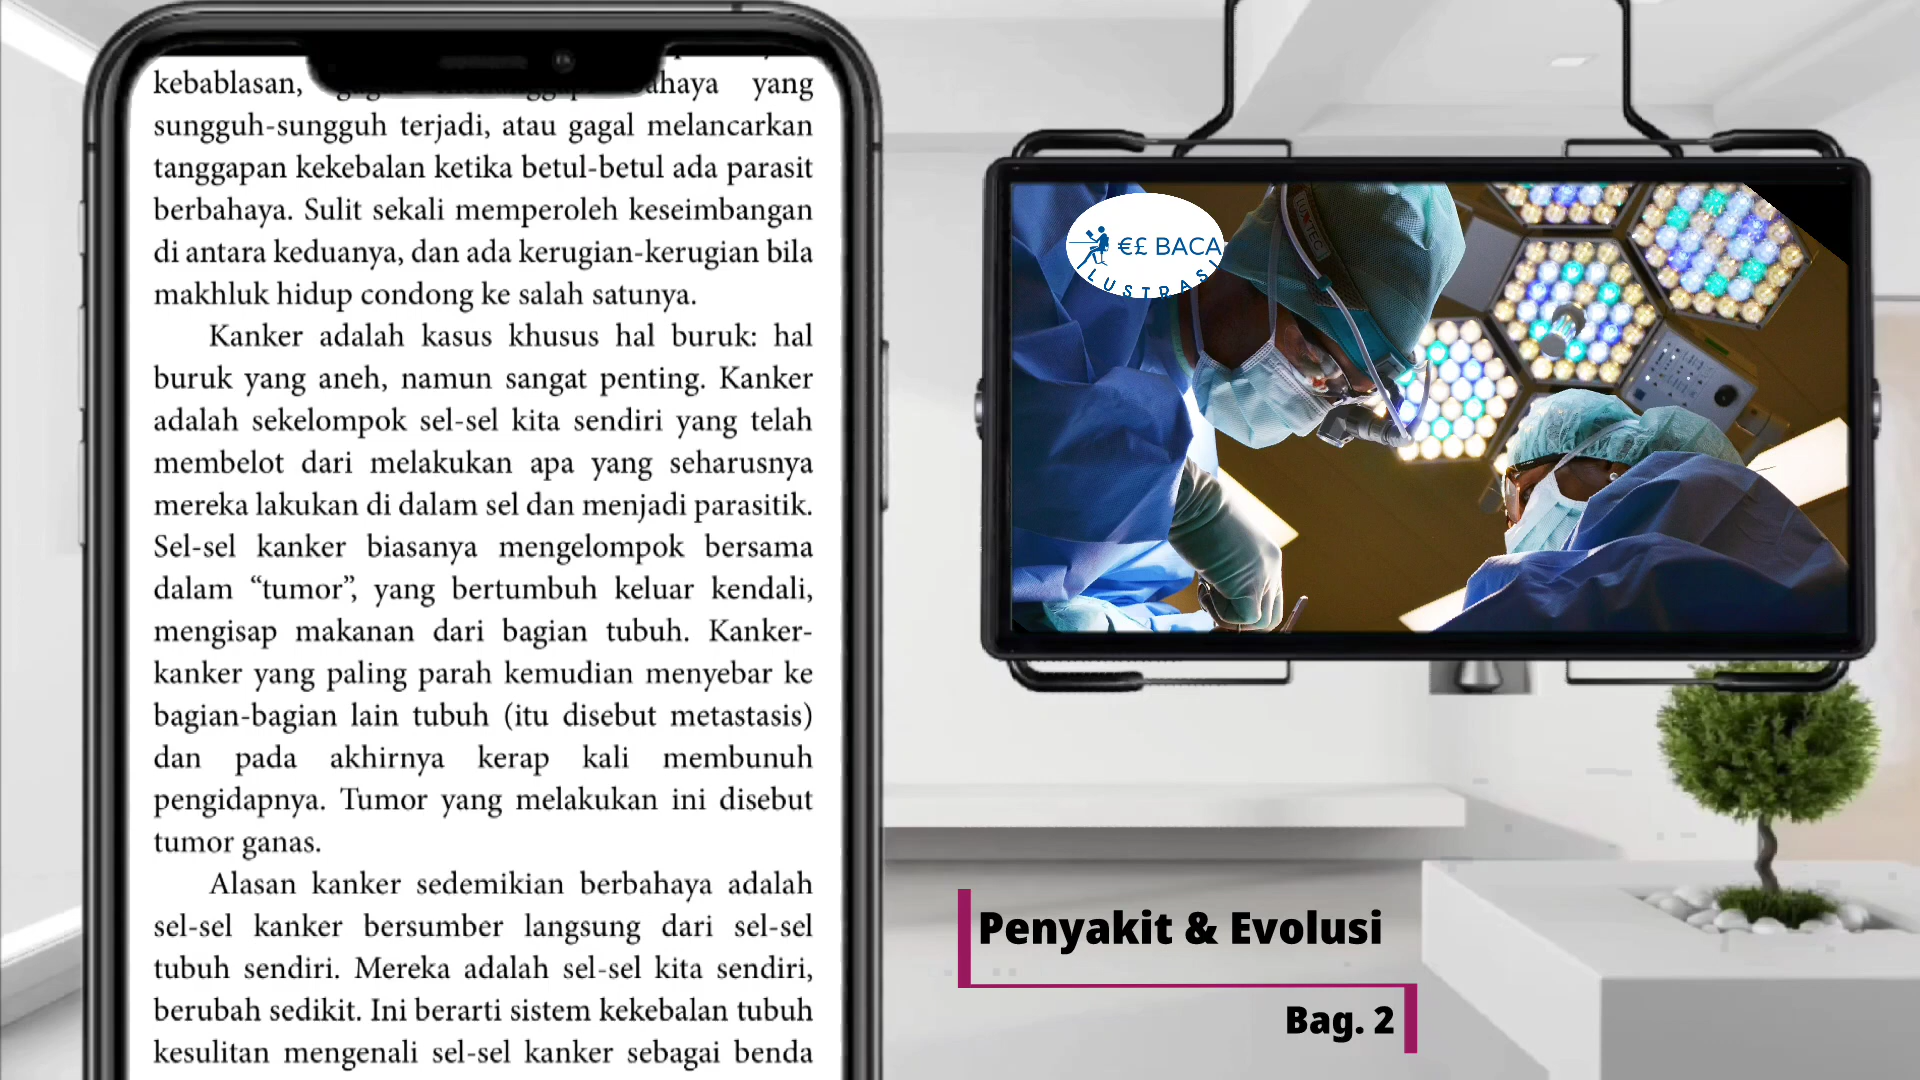 kebablasan, bahaya yang
sungguh-sungguh terjadi, atau gagal melancarkan
tanggapan kekebalan ketika betul-betul ada parasit
berbahaya. Sulit sekali memperoleh keseimbangan
di antara keduanya, dan ada kerugian-kerugian bila
makhluk hidup condong ke salah satunya.
Kanker adalah kasus khusus hal buruk: hal
buruk yang aneh, namun sangat penting. Kanker
adalah sekelompok sel-sel kita sendiri yang telah
membelot dari melakukan apa yang seharusnya
mereka lakukan di dalam sel dan menjadi parasitik.
Sel-sel kanker biasanya mengelompok bersama
dalam “tumor”, yang bertumbuh keluar kendali,
mengisap makanan dari bagian tubuh. Kanker-
kanker yang paling parah kemudian menyebar ke
bagian-bagian lain tubuh (itu disebut metastasis)
dan pada akhirnya kerap kali membunuh
pengidapnya. Tumor yang melakukan ini disebut
tumor ganas.
Alasan kanker sedemikian berbahaya adalah
sel-sel kanker bersumber langsung dari sel-sel
tubuh sendiri. Mereka adalah sel-sel kita sendiri,
berubah sedikit. Ini berarti sistem kekebalan tubuh
kesulitan mengenali sel-sel kanker sebagai benda
€£ BACA
ILUSTRASI
LUXTEC
Penyakit & Evolusi
Bag. 2